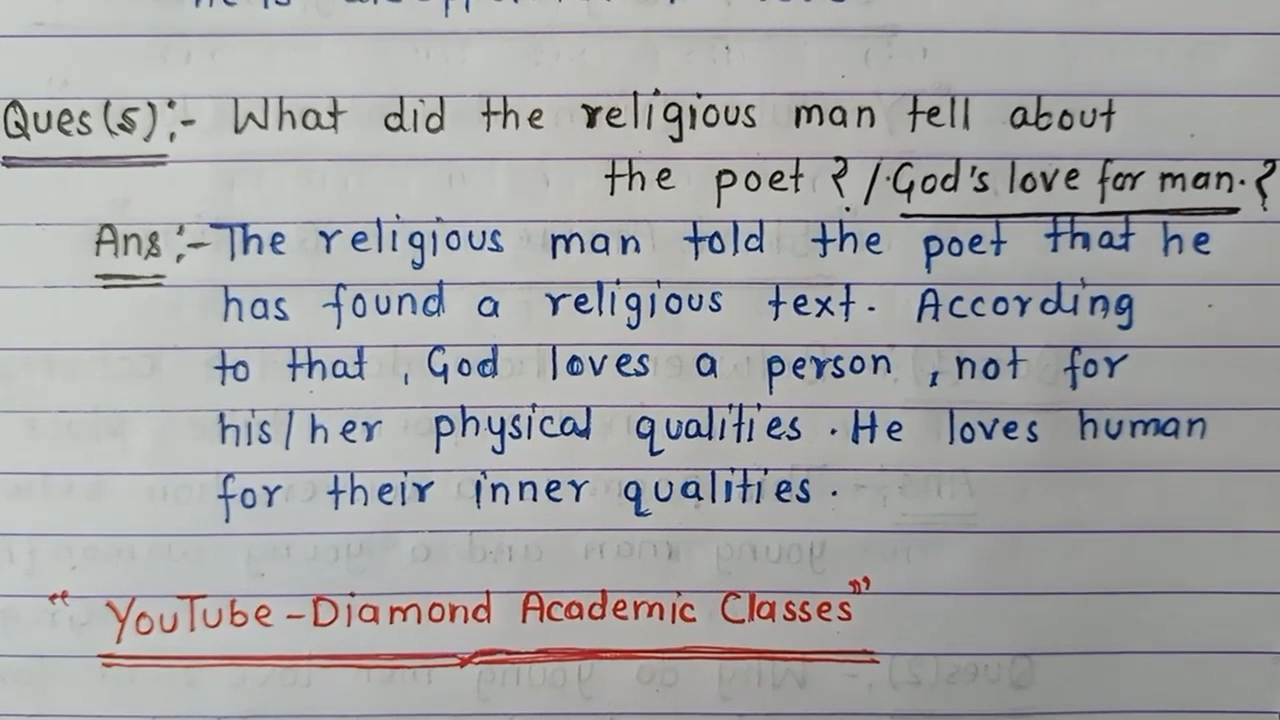 Ques(5):- What did the religious man tell about
the poet ? /.God's love for man. ?
Ans:- The religious man told the poet that he
has found a religious text. According
to that, God loves a person, not for
his/her physical qualities. He loves human
for their inner qualities.
"YouTube-Diamond Academic Classes"